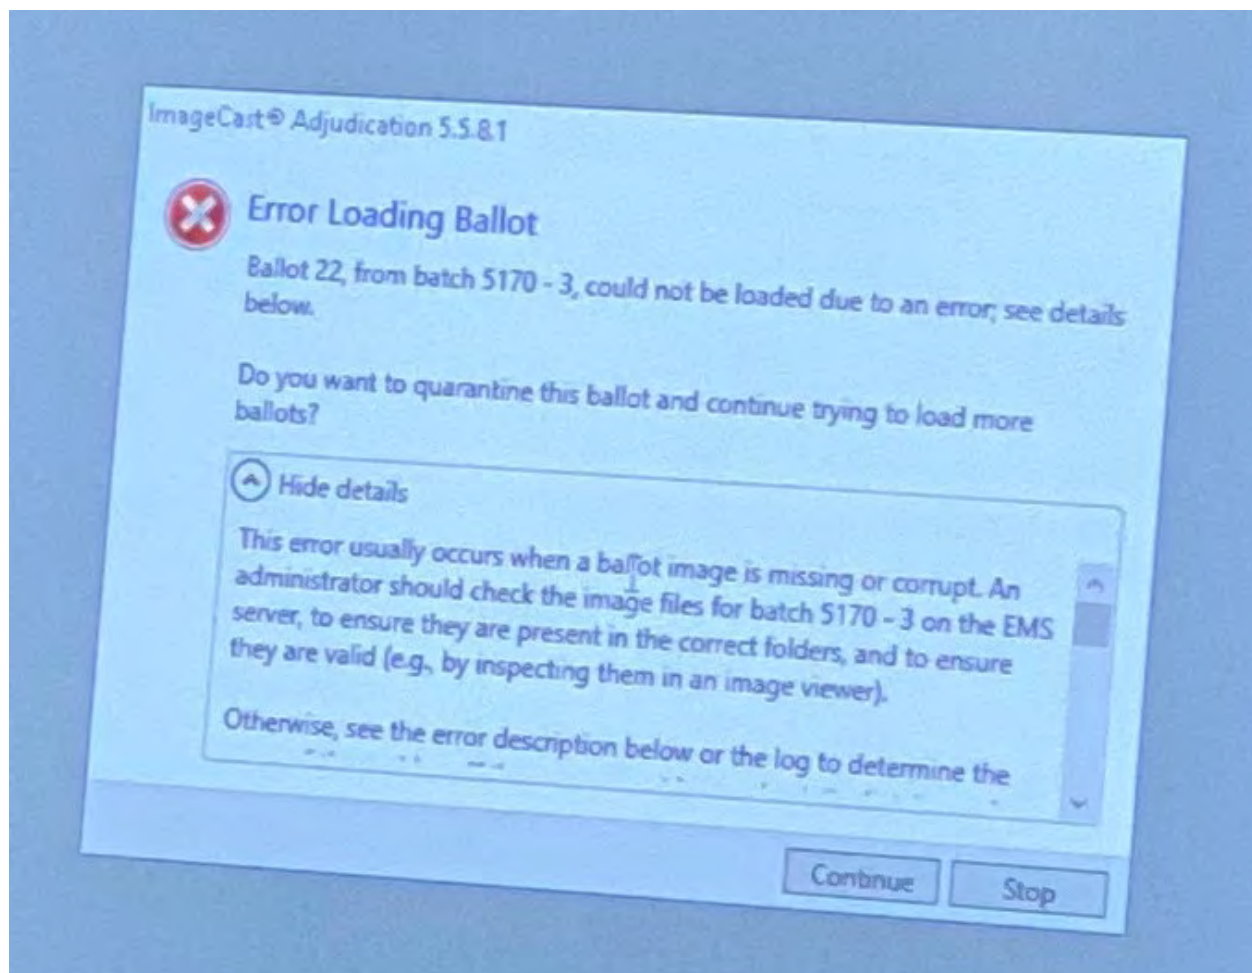 ImageCast® Adjudication 5.5.8.1
Error Loading Ballot
Ballot 22, from batch 5170 - 3, could not be loaded due to an error; see details
below.
Do you want to quarantine this ballot and continue trying to load more
ballots?
Hide details
This error usually occurs when a ballot image is missing or corrupt. An
administrator should check the image files for batch 5170 - 3 on the EMS
server, to ensure they are present in the correct folders, and to ensure
they are valid (e.g., by inspecting them in an image viewer).
Otherwise, see the error description below or the log to determine the
Continue
Stop